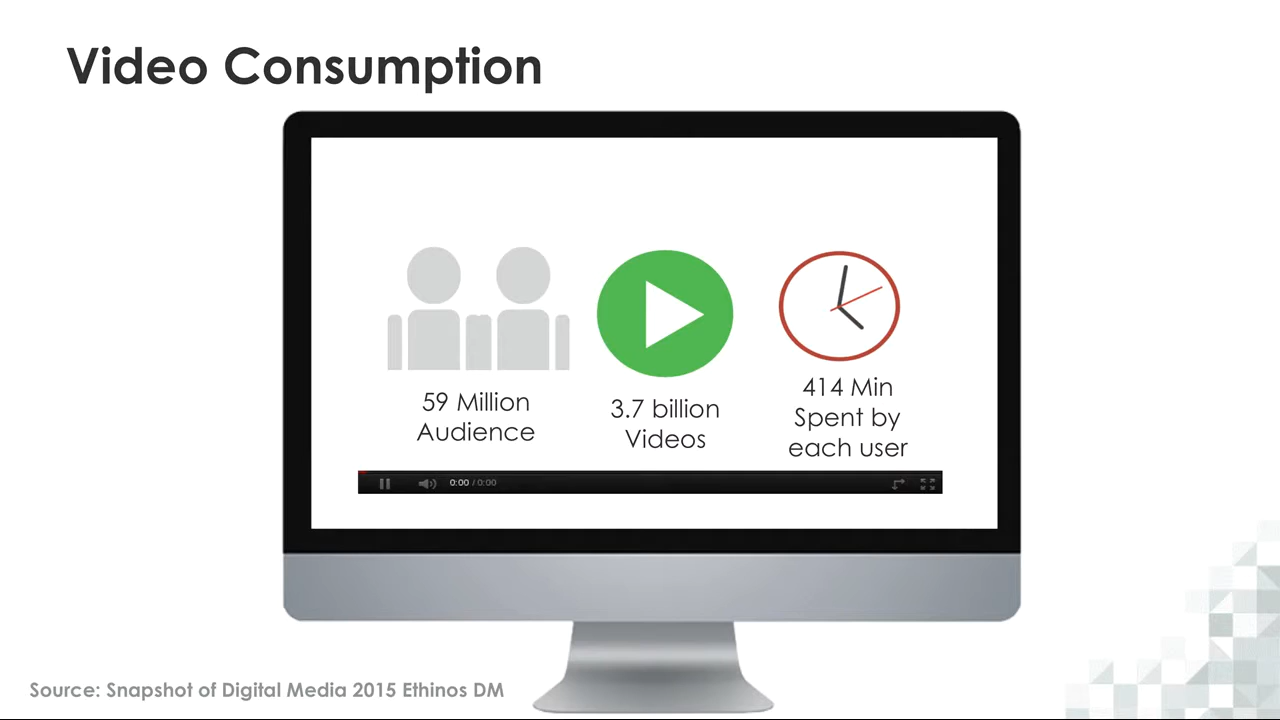 Video Consumption
59 Million
Audience
3.7 billion
Videos
414 Min
Spent by
each user
0:00 / 0:00
Source: Snapshot of Digital Media 2015 Ethinos DM